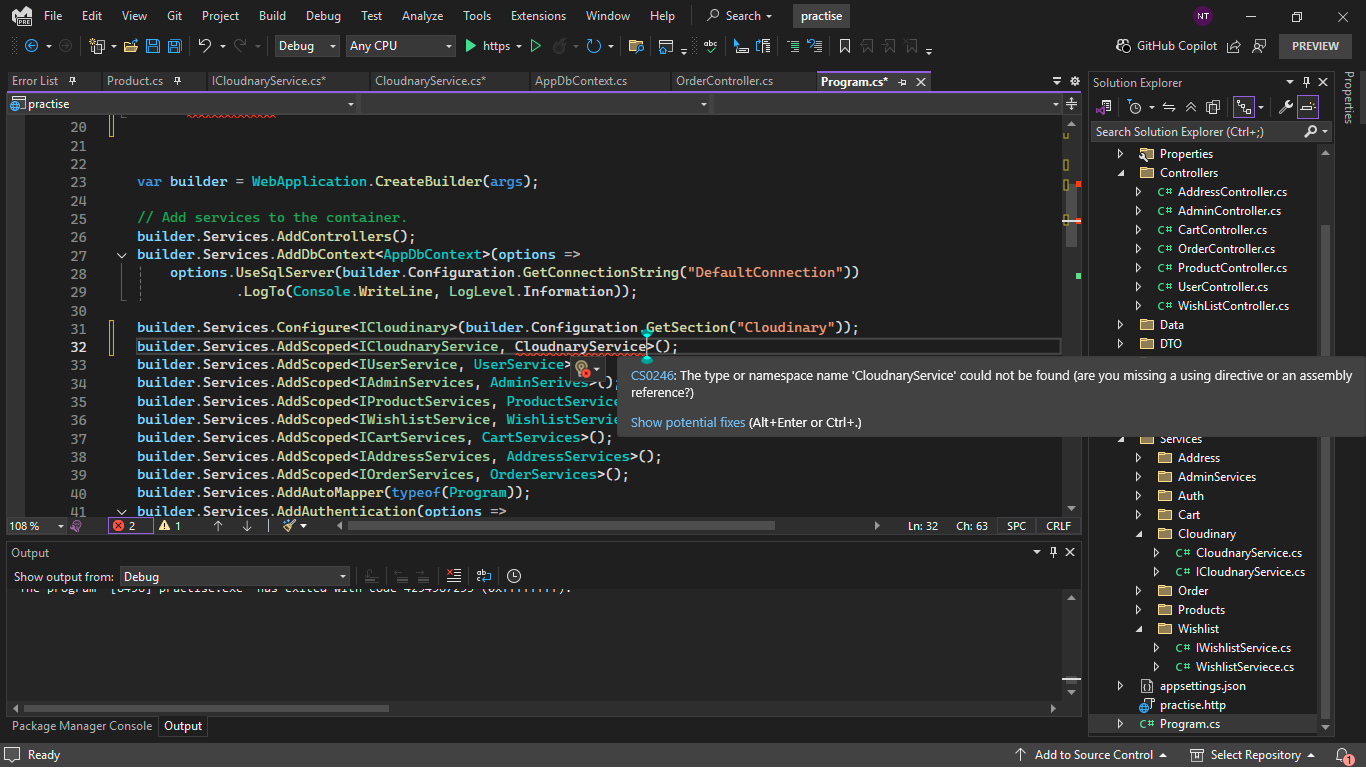 File Edit View Git Project Build Debug Test Analyze Tools Extensions Window Help Search practise NT
Debug Any CPU https GitHub Copilot PREVIEW
Error List Product.cs ICloudnaryService.cs* CloudnaryService.cs* AppDbContext.cs OrderController.cs Program.cs*
practise
20
21
22
23 var builder = WebApplication.CreateBuilder(args);
24
25 // Add services to the container.
26 builder.Services.AddControllers();
27 builder.Services.AddDbContext<AppDbContext>(options =>
28 options.UseSqlServer(builder.Configuration.GetConnectionString("DefaultConnection"))
29 .LogTo(Console.WriteLine, LogLevel.Information));
30
31 builder.Services.Configure<ICloudinary>(builder.Configuration.GetSection("Cloudinary"));
32 builder.Services.AddScoped<ICloudnaryService, CloudnaryService>();
33 builder.Services.AddScoped<IUserService, UserService>
34 builder.Services.AddScoped<IAdminServices, AdminSerives>();
35 builder.Services.AddScoped<IProductServices, ProductService
36 builder.Services.AddScoped<IWishlistService, WishlistService
37 builder.Services.AddScoped<ICartServices, CartServices>();
38 builder.Services.AddScoped<IAddressServices, AddressServices>();
39 builder.Services.AddScoped<IOrderServices, OrderServices>();
40 builder.Services.AddAutoMapper(typeof(Program));
41 builder.Services.AddAuthentication(options =>
CS0246: The type or namespace name 'CloudnaryService' could not be found (are you missing a using directive or an assembly
reference?)
Show potential fixes (Alt+Enter or Ctrl+.)
108 % 2 1 Ln: 32 Ch: 63 SPC CRLF
Output
Show output from: Debug
The program '[8496] practise.exe' has exited with code 4294967295 (0xffffffff).
Package Manager Console Output
Solution Explorer
Search Solution Explorer (Ctrl+;)
Properties
Controllers
AddressController.cs
AdminController.cs
CartController.cs
OrderController.cs
ProductController.cs
UserController.cs
WishListController.cs
Data
DTO
Services
Address
AdminServices
Auth
Cart
Cloudinary
CloudnaryService.cs
ICloudnaryService.cs
Order
Products
Wishlist
IWishlistService.cs
WishlistServiece.cs
appsettings.json
practise.http
Program.cs
Properties
Ready Add to Source Control Select Repository 1